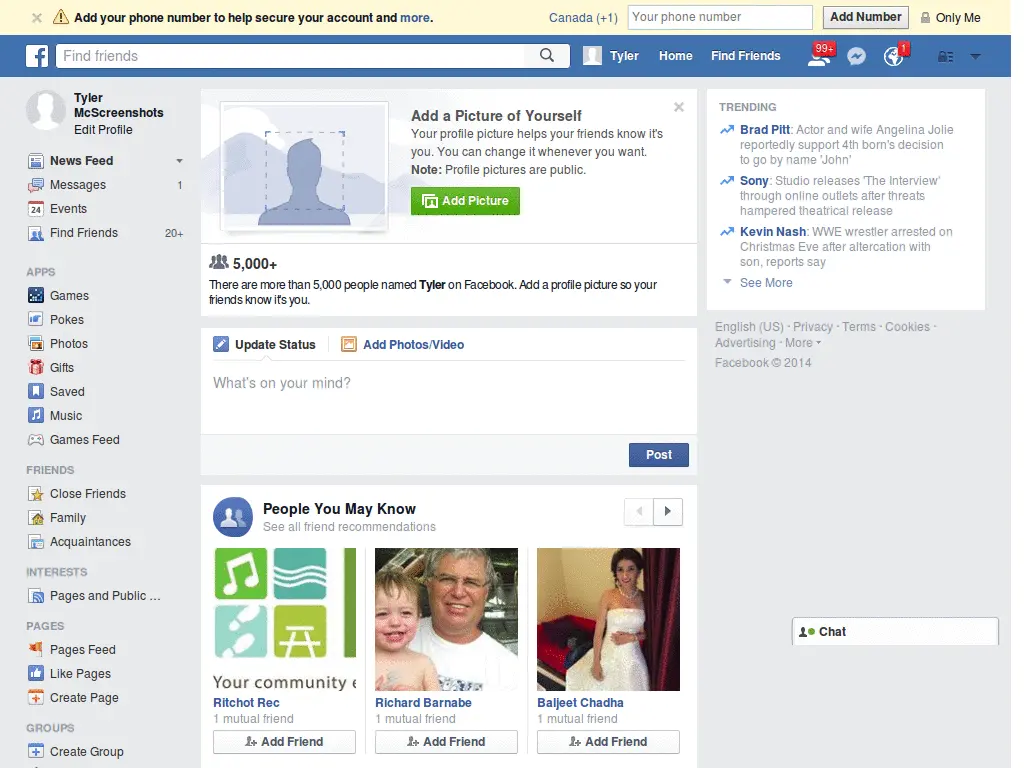 Add your phone number to help secure your account and more.
Canada (+1)
Your phone number
Add Number
Only Me
Find friends
Tyler
Home
Find Friends
99+
1
Tyler
McScreenshots
Edit Profile
News Feed
Messages 1
24 Events
Find Friends 20+
APPS
Games
Pokes
Photos
Gifts
Saved
Music
Games Feed
FRIENDS
Close Friends
Family
Acquaintances
INTERESTS
Pages and Public ...
PAGES
Pages Feed
Like Pages
Create Page
GROUPS
Create Group
Add a Picture of Yourself
Your profile picture helps your friends know it's
you. You can change it whenever you want.
Note: Profile pictures are public.
Add Picture
5,000+
There are more than 5,000 people named Tyler on Facebook. Add a profile picture so your
friends know it's you.
Update Status
Add Photos/Video
What's on your mind?
Post
People You May Know
See all friend recommendations
Your community e
Ritchot Rec
1 mutual friend
Add Friend
Richard Barnabe
1 mutual friend
Add Friend
Baljeet Chadha
1 mutual friend
Add Friend
TRENDING
Brad Pitt: Actor and wife Angelina Jolie
reportedly support 4th born's decision
to go by name 'John'
Sony: Studio releases 'The Interview'
through online outlets after threats
hampered theatrical release
Kevin Nash: WWE wrestler arrested on
Christmas Eve after altercation with
son, reports say
See More
English (US) · Privacy · Terms · Cookies ·
Advertising · More
Facebook © 2014
Chat